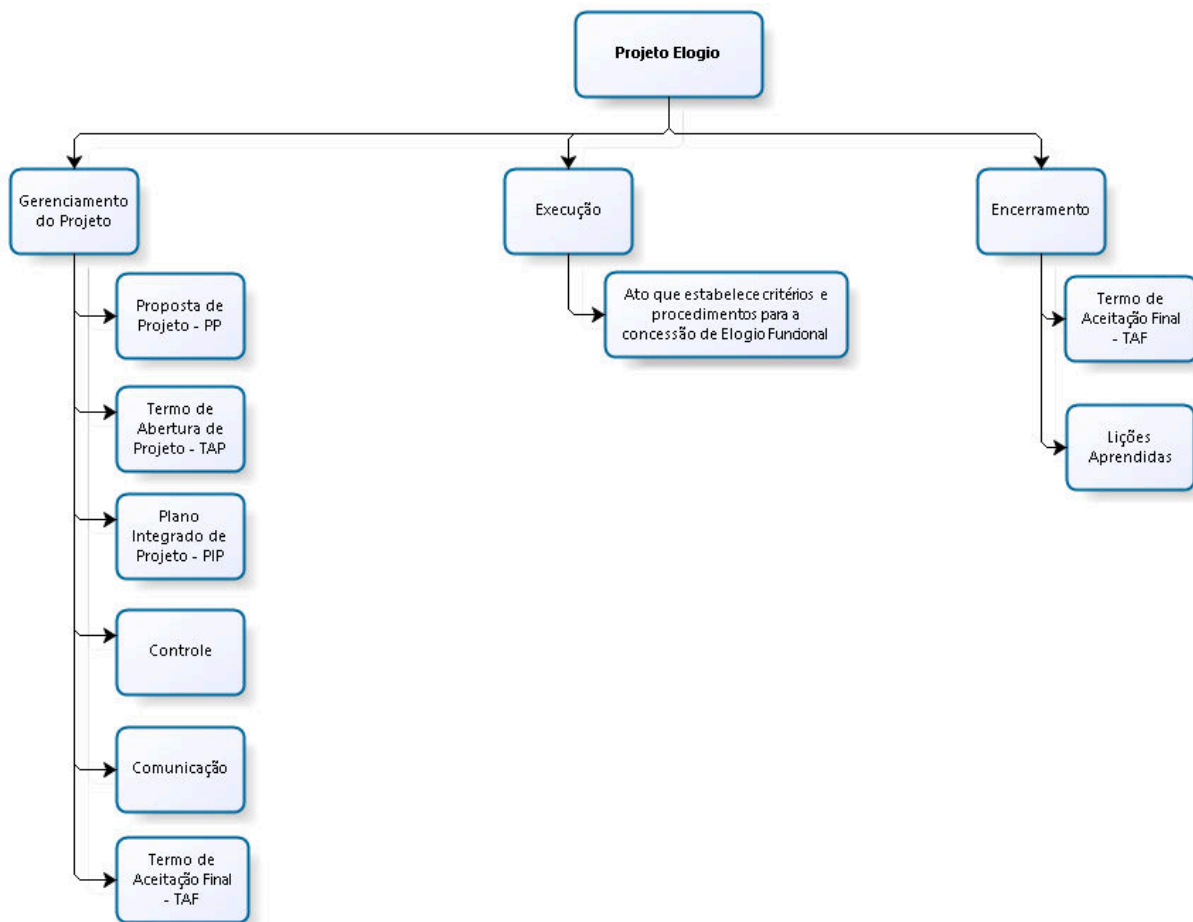 Projeto Elogio
Gerenciamento
do Projeto
Execução
Encerramento
Proposta de
Projeto - PP
Termo de
Abertura de
Projeto - TAP
Plano
Integrado de
Projeto - PIP
Controle
Comunicação
Termo de
Aceitação Final
- TAF
Ato que estabelece critérios e
procedimentos para a
concessão de Elogio Funcional
Termo de
Aceitação Final
- TAF
Lições
Aprendidas